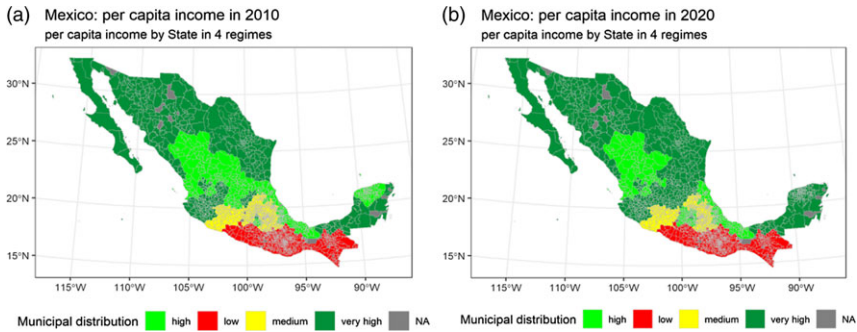 (a) Mexico: per capita income in 2010
per capita income by State in 4 regimes
30°N
25°N
20°N
15°N
115°W 110°W 105°W 100°W 95°W 90°W
Municipal distribution high low medium very high NA
(b) Mexico: per capita income in 2020
per capita income by State in 4 regimes
30°N
25°N
20°N
15°N
115°W 110°W 105°W 100°W 95°W 90°W
Municipal distribution high low medium very high NA